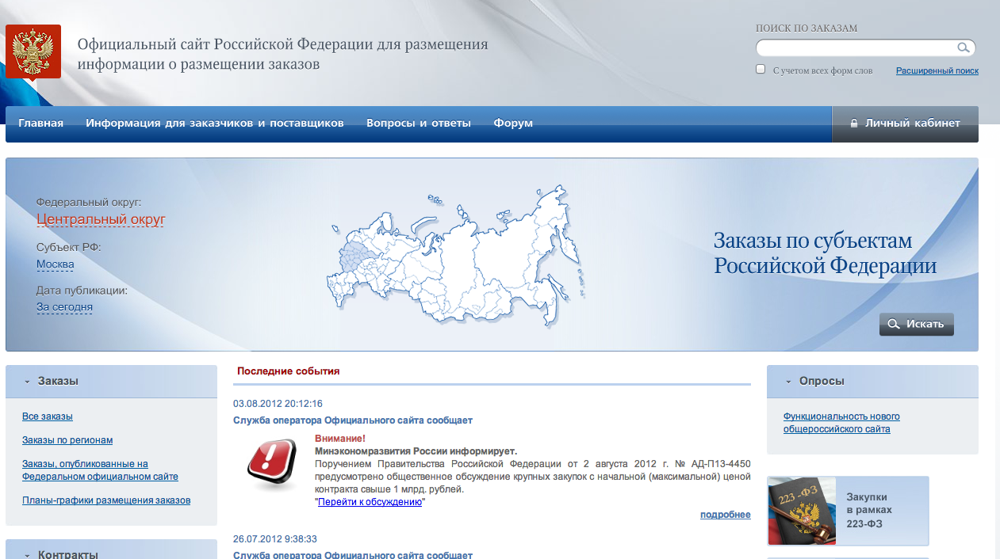 Официальный сайт Российской Федерации для размещения
информации о размещении заказов
ПОИСК ПО ЗАКАЗАМ
С учетом всех форм слов
Расширенный поиск
Главная
Информация для заказчиков и поставщиков
Вопросы и ответы
Форум
Личный кабинет
Федеральный округ:
Центральный округ
Субъект РФ:
Москва
Дата публикации:
За сегодня
Заказы по субъектам
Российской Федерации
Искать
Заказы
Все заказы
Заказы по регионам
Заказы, опубликованные на
Федеральном официальном сайте
Планы-графики размещения заказов
Контракты
Последние события
03.08.2012 20:12:16
Служба оператора Официального сайта сообщает
Внимание!
Минэкономразвития России информирует.
Поручением Правительства Российской Федерации от 2 августа 2012 г. № АД-П13-4450
предусмотрено общественное обсуждение крупных закупок с начальной (максимальной) ценой
контракта свыше 1 млрд. рублей.
"Перейти к обсуждению"
подробнее
26.07.2012 9:38:33
Служба оператора Официального сайта сообщает
Опросы
Функциональность нового
общероссийского сайта
223-ФЗ
Закупки
в рамках
223-ФЗ